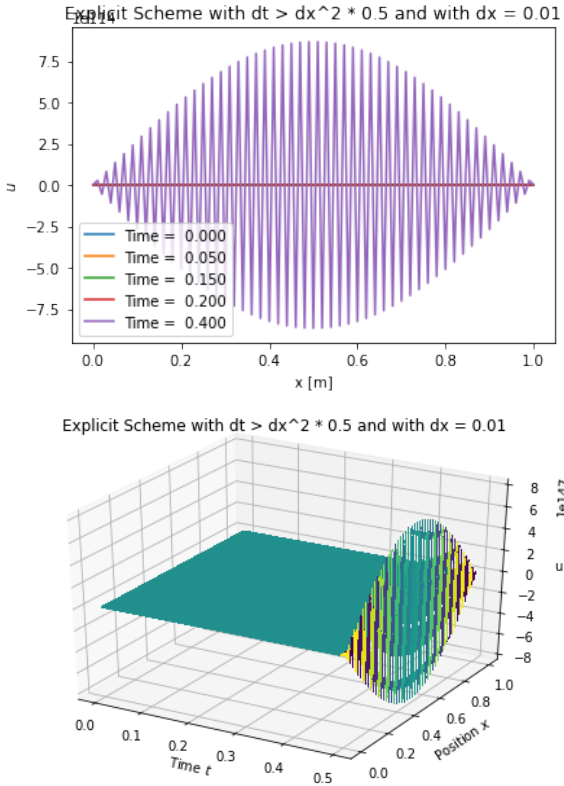 Explicit Scheme with dt > dx^2 * 0.5 and with dx = 0.01
1e114
7.5
5.0
2.5
0.0
−2.5
−5.0
−7.5
u
Time = 0.000
Time = 0.050
Time = 0.150
Time = 0.200
Time = 0.400
0.0 0.2 0.4 0.6 0.8 1.0
x [m]
Explicit Scheme with dt > dx^2 * 0.5 and with dx = 0.01
1e147
8
6
4
2
0
−2
−4
−6
−8
u
0.0 0.1 0.2 0.3 0.4 0.5
Time t
0.0 0.2 0.4 0.6 0.8 1.0
Position x